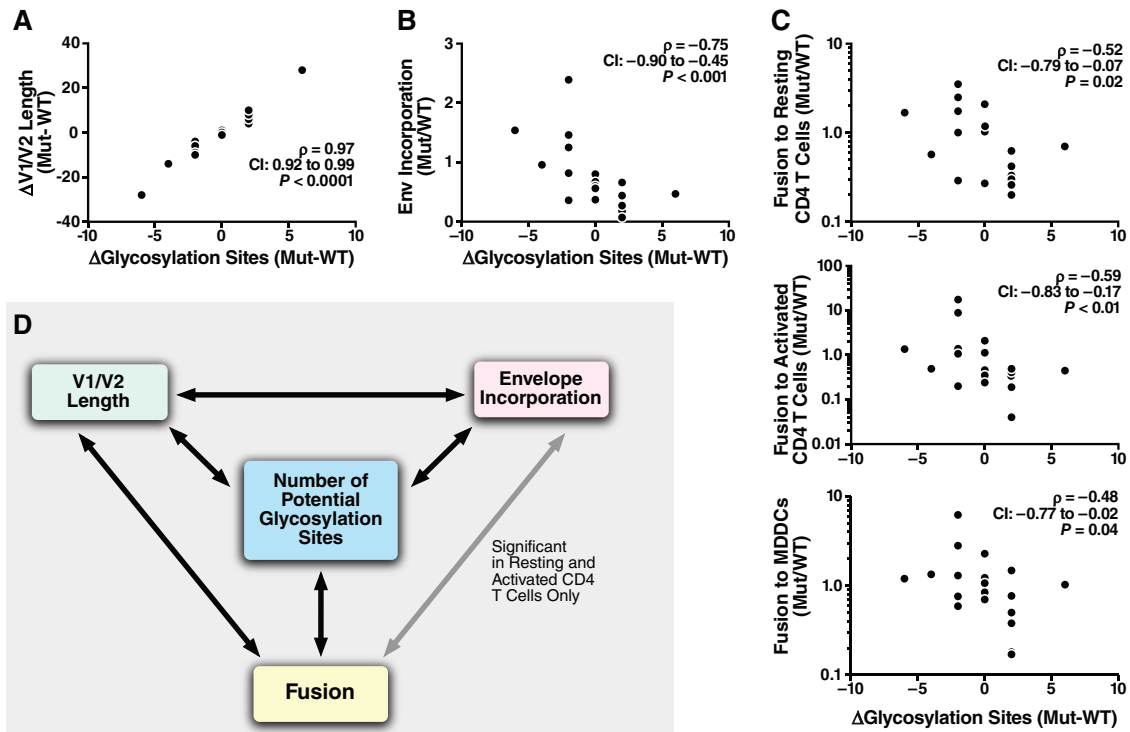 A
40
20
0
−20
−40
−10
−5
0
5
10
ΔV1/V2 Length
(Mut- WT)
ρ = 0.97
CI: 0.92 to 0.99
P < 0.0001
ΔGlycosylation Sites (Mut-WT)
B
3
2
1
0
−10
−5
0
5
10
Env Incorporation
(Mut/WT)
ρ = −0.75
CI: −0.90 to −0.45
P < 0.001
ΔGlycosylation Sites (Mut-WT)
C
10
1.0
0.1
−10
−5
0
5
10
Fusion to Resting
CD4 T Cells (Mut/WT)
ρ = −0.52
CI: −0.79 to −0.07
P = 0.02
100
10
1.0
0.1
0.01
−10
−5
0
5
10
Fusion to Activated
CD4 T Cells (Mut/WT)
ρ = −0.59
CI: −0.83 to −0.17
P < 0.01
10
1.0
0.1
−10
−5
0
5
10
Fusion to MDDCs
(Mut/WT)
ρ = −0.48
CI: −0.77 to −0.02
P = 0.04
ΔGlycosylation Sites (Mut-WT)
D
V1/V2
Length
Envelope
Incorporation
Number of
Potential
Glycosylation
Sites
Significant
in Resting and
Activated CD4
T Cells Only
Fusion